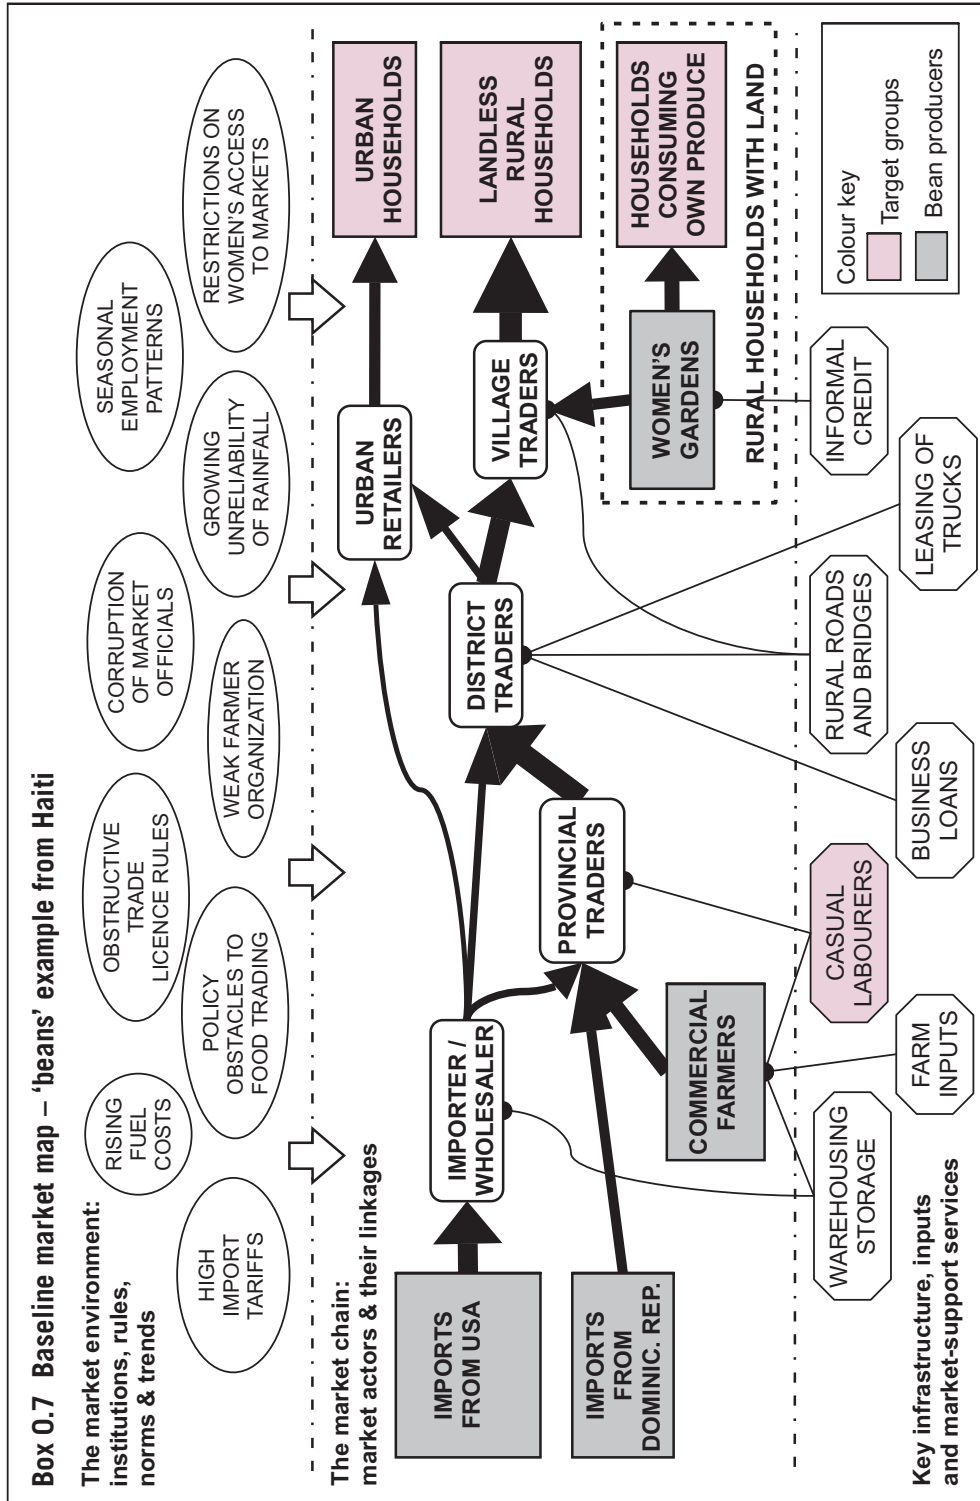 Box 0.7 Baseline market map – ‘beans’ example from Haiti
The market environment:
institutions, rules,
norms & trends
HIGH
IMPORT
TARIFFS
RISING
FUEL
COSTS
POLICY
OBSTACLES TO
FOOD TRADING
OBSTRUCTIVE
TRADE
LICENCE RULES
WEAK FARMER
ORGANIZATION
CORRUPTION
OF MARKET
OFFICIALS
GROWING
UNRELIABILITY
OF RAINFALL
SEASONAL
EMPLOYMENT
PATTERNS
RESTRICTIONS ON
WOMEN'S ACCESS
TO MARKETS
The market chain:
market actors & their linkages
IMPORTS
FROM USA
IMPORTS
FROM
DOMINIC. REP.
IMPORTER /
WHOLESALER
COMMERCIAL
FARMERS
PROVINCIAL
TRADERS
DISTRICT
TRADERS
URBAN
RETAILERS
VILLAGE
TRADERS
WOMEN'S
GARDENS
URBAN
HOUSEHOLDS
LANDLESS
RURAL
HOUSEHOLDS
HOUSEHOLDS
CONSUMING
OWN PRODUCE
RURAL HOUSEHOLDS WITH LAND
Key infrastructure, inputs
and market-support services
WAREHOUSING
STORAGE
FARM
INPUTS
CASUAL
LABOURERS
BUSINESS
LOANS
RURAL ROADS
AND BRIDGES
LEASING OF
TRUCKS
INFORMAL
CREDIT
Colour key
Target groups
Bean producers